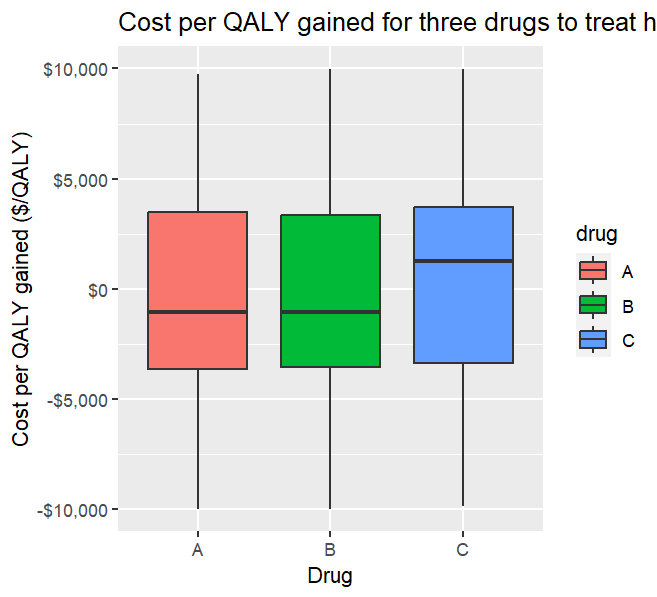 Cost per QALY gained for three drugs to treat h
Cost per QALY gained ($/QALY)
$10,000
$5,000
$0
-$5,000
-$10,000
A
B
C
Drug
drug
A
B
C